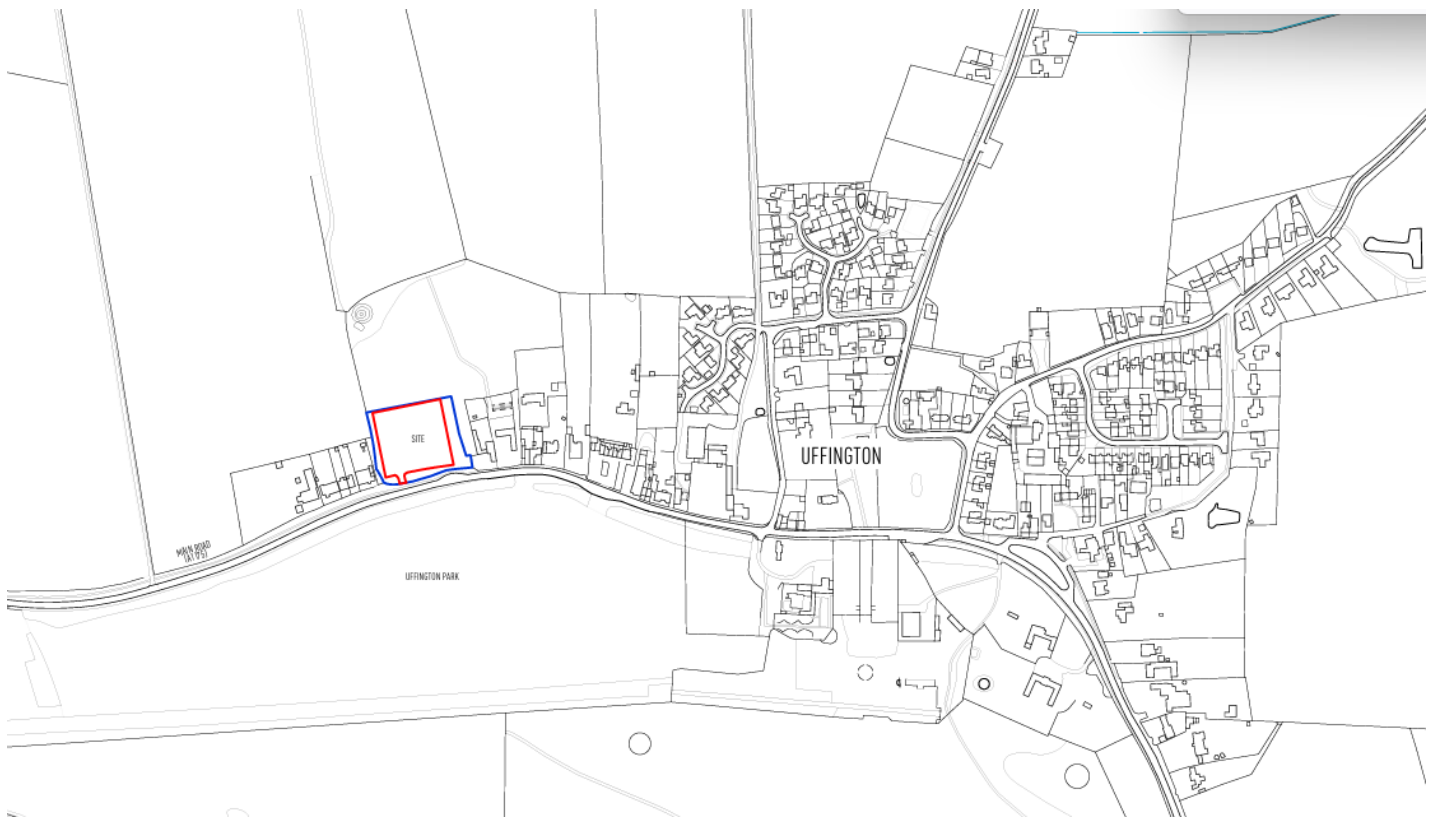 SITE
UFFINGTON
MAIN ROAD
(A1175)
UFFINGTON PARK